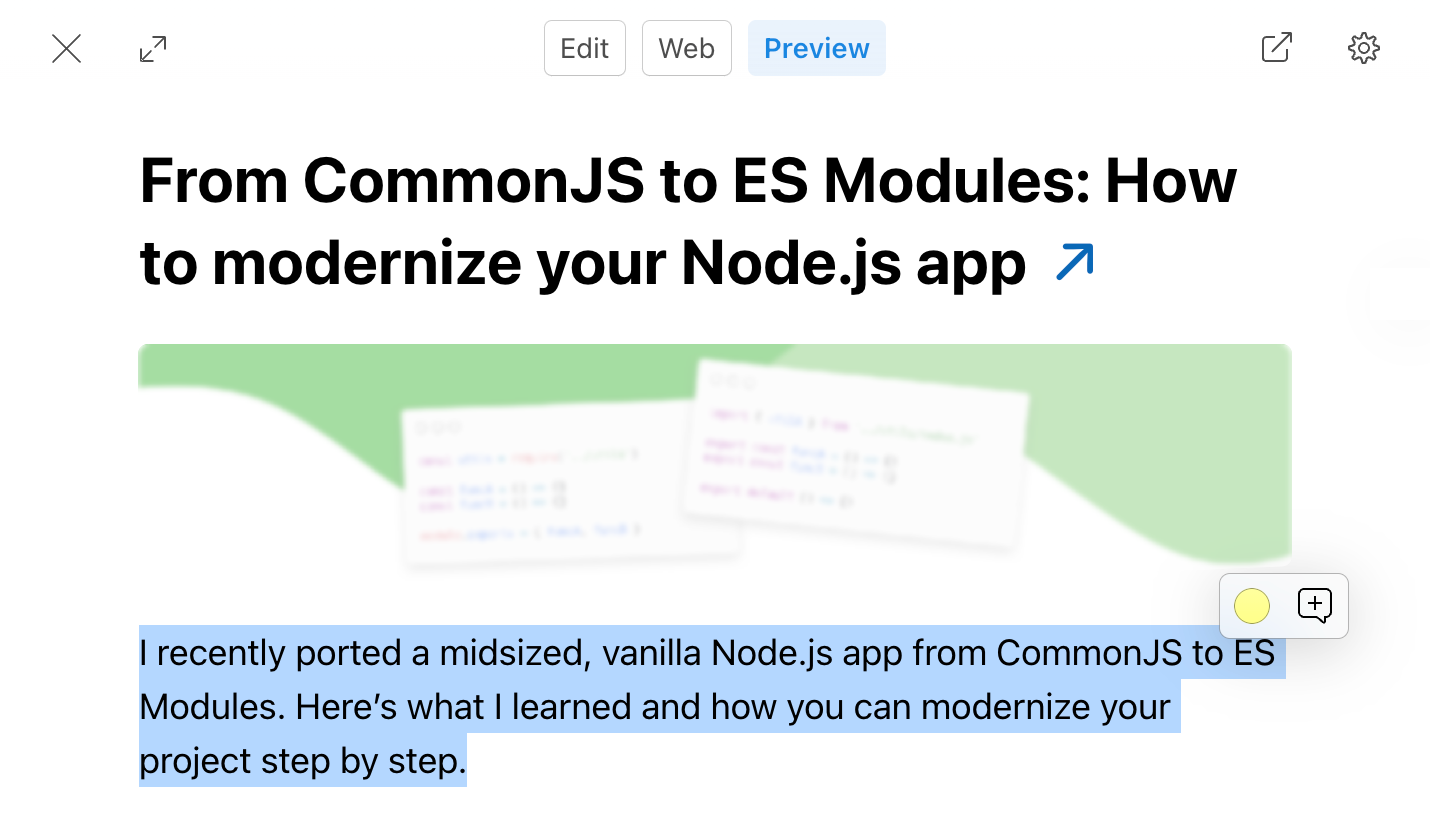 Edit Web Preview
From CommonJS to ES Modules: How
to modernize your Node.js app
I recently ported a midsized, vanilla Node.js app from CommonJS to ES
Modules. Here’s what I learned and how you can modernize your
project step by step.